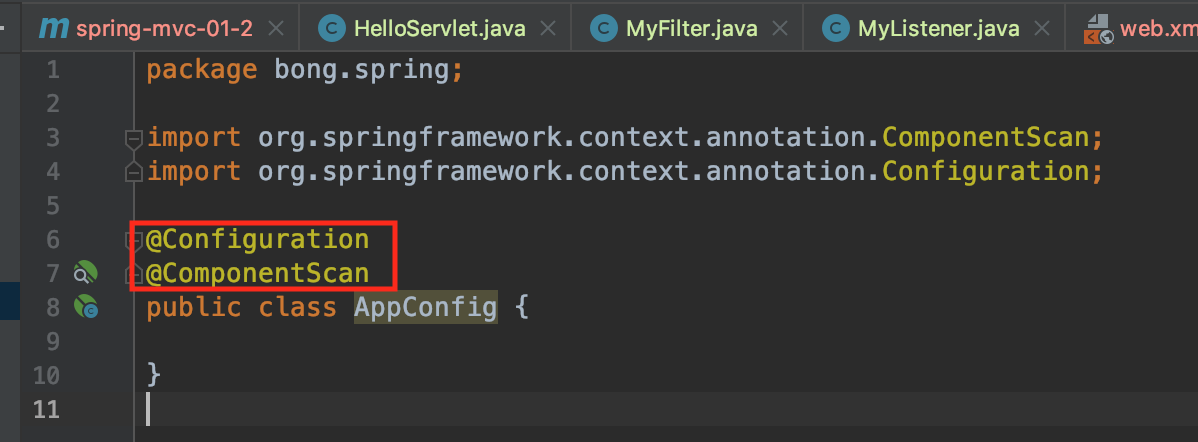 m spring-mvc-01-2 × C HelloServlet.java × C MyFilter.java × C MyListener.java × web.xm
1 package bong.spring;
2
3 import org.springframework.context.annotation.ComponentScan;
4 import org.springframework.context.annotation.Configuration;
5
6 @Configuration
7 @ComponentScan
8 public class AppConfig {
9
10 }
11